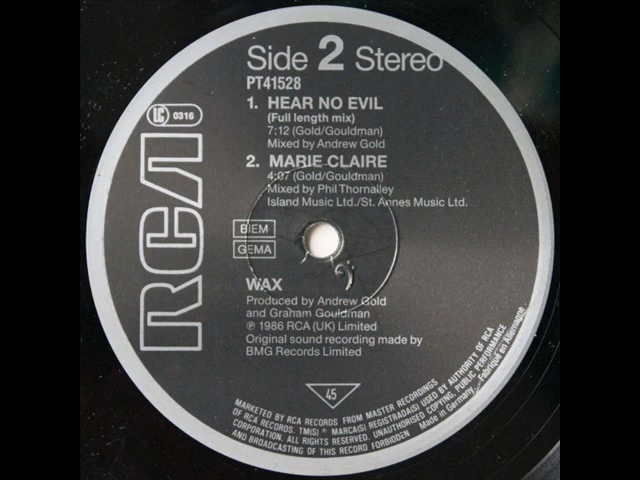 Side 2 Stereo
PT41528
1. HEAR NO EVIL
(Full length mix)
7:12 (Gold/Gouldman)
Mixed by Andrew Gold
2. MARIE CLAIRE
4:07 (Gold/Gouldman)
Mixed by Phil Thornalley
Island Music Ltd./St. Annes Music Ltd.
LC 0316
RCA
BIEM
GEMA
WAX
Produced by Andrew Gold
and Graham Gouldman
℗ 1986 RCA (UK) Limited
Original sound recording made by
BMG Records Limited
45
MARKETED BY RCA RECORDS FROM MASTER RECORDINGS
OF RCA RECORDS. TM(S) ® MARCA(S) REGISTRADA(S) USED BY AUTHORITY OF RCA
CORPORATION. ALL RIGHTS RESERVED. UNAUTHORISED COPYING, PUBLIC PERFORMANCE
AND BROADCASTING OF THIS RECORD FORBIDDEN
Made in Germany. Fabriqué en Allemagne